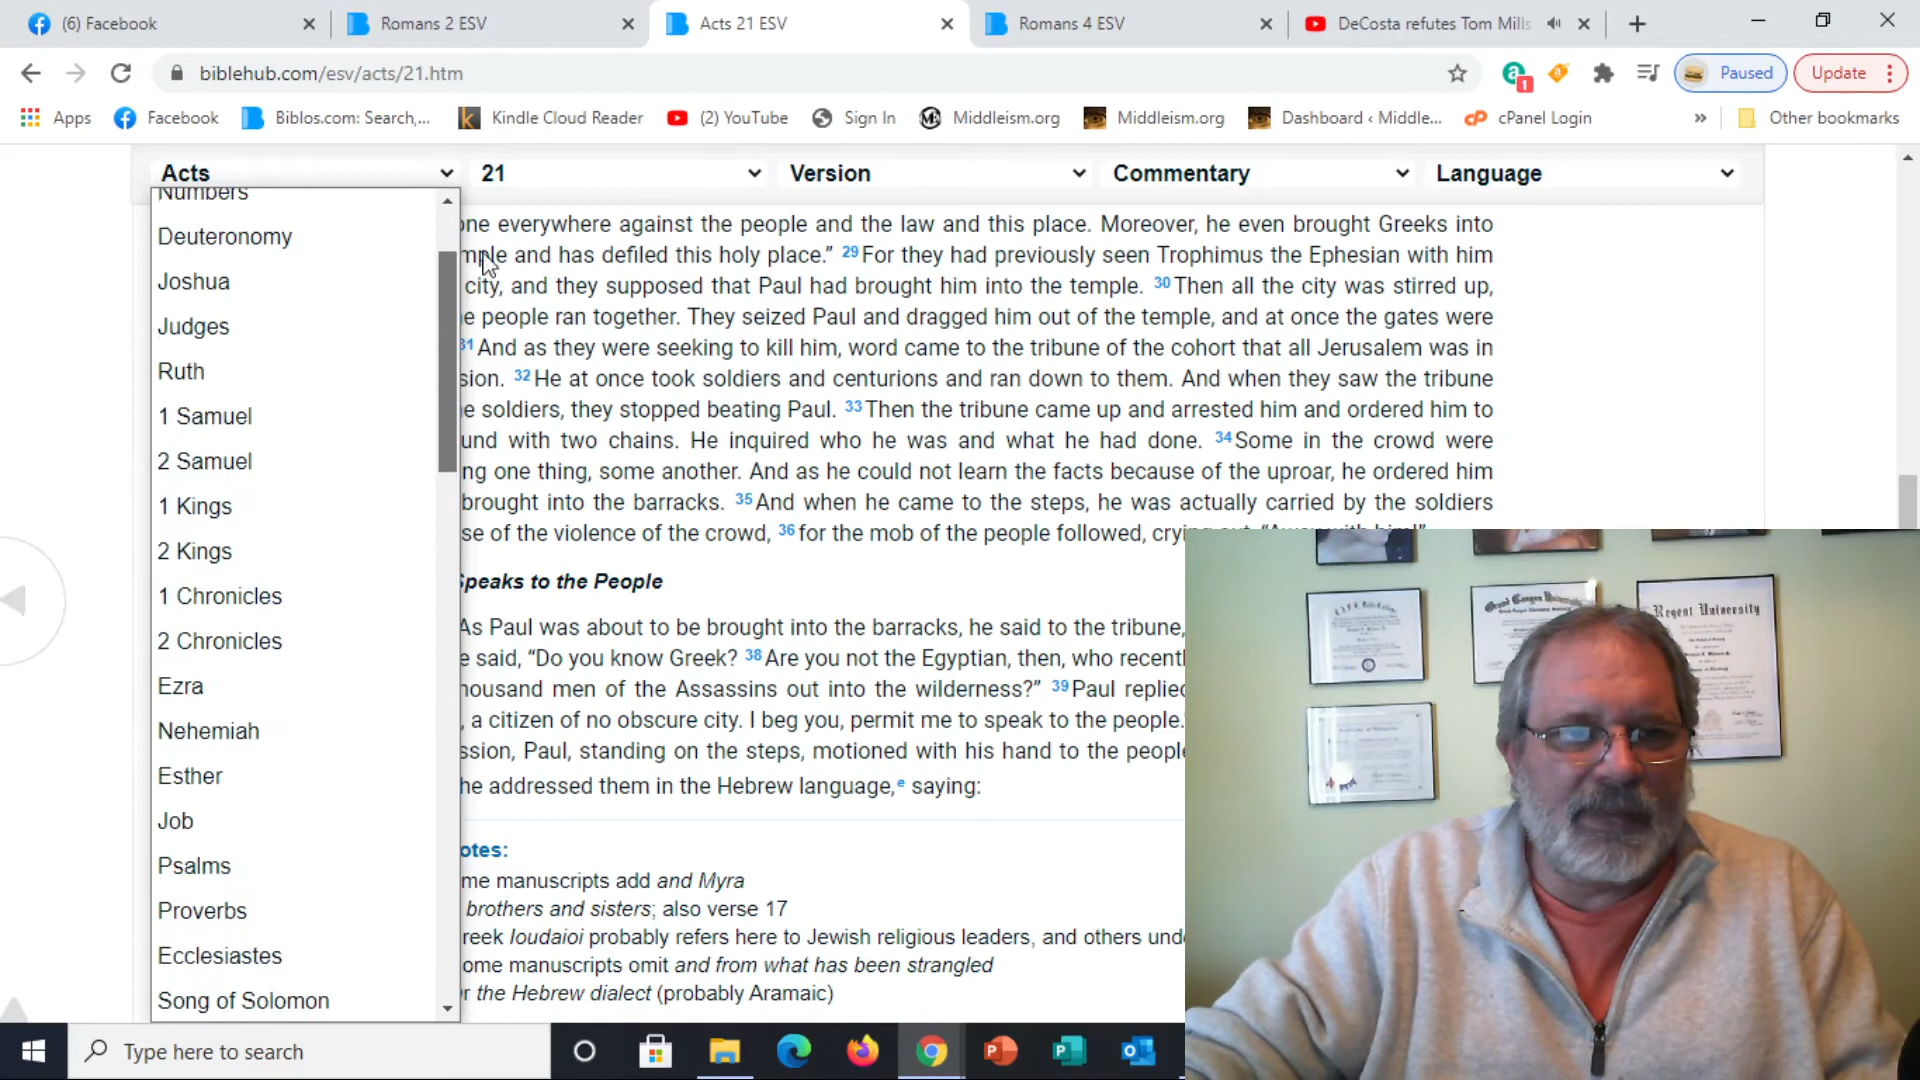 (6) Facebook
Romans 2 ESV
Acts 21 ESV
Romans 4 ESV
DeCosta refutes Tom Mills
biblehub.com/esv/acts/21.htm
1
Paused
Update
Apps
Facebook
Biblos.com: Search,...
Kindle Cloud Reader
(2) YouTube
Sign In
Middleism.org
Middleism.org
Dashboard ‹ Middle...
cPanel Login
»
Other bookmarks
Acts
21
Version
Commentary
Language
Numbers
Deuteronomy
Joshua
Judges
Ruth
1 Samuel
2 Samuel
1 Kings
2 Kings
1 Chronicles
2 Chronicles
Ezra
Nehemiah
Esther
Job
Psalms
Proverbs
Ecclesiastes
Song of Solomon
one everywhere against the people and the law and this place. Moreover, he even brought Greeks into
mple and has defiled this holy place.” 29 For they had previously seen Trophimus the Ephesian with him
city, and they supposed that Paul had brought him into the temple. 30 Then all the city was stirred up,
e people ran together. They seized Paul and dragged him out of the temple, and at once the gates were
31 And as they were seeking to kill him, word came to the tribune of the cohort that all Jerusalem was in
sion. 32 He at once took soldiers and centurions and ran down to them. And when they saw the tribune
e soldiers, they stopped beating Paul. 33 Then the tribune came up and arrested him and ordered him to
und with two chains. He inquired who he was and what he had done. 34 Some in the crowd were
ng one thing, some another. And as he could not learn the facts because of the uproar, he ordered him
brought into the barracks. 35 And when he came to the steps, he was actually carried by the soldiers
se of the violence of the crowd, 36 for the mob of the people followed, crying out, “Away with him!”
Speaks to the People
As Paul was about to be brought into the barracks, he said to the tribune,
e said, “Do you know Greek? 38 Are you not the Egyptian, then, who recentl
housand men of the Assassins out into the wilderness?” 39 Paul replied
, a citizen of no obscure city. I beg you, permit me to speak to the people.
ssion, Paul, standing on the steps, motioned with his hand to the people
he addressed them in the Hebrew language, e saying:
otes:
me manuscripts add and Myra
brothers and sisters; also verse 17
reek Ioudaioi probably refers here to Jewish religious leaders, and others und
ome manuscripts omit and from what has been strangled
r the Hebrew dialect (probably Aramaic)
Grand Canyon University
Regent University
Type here to search